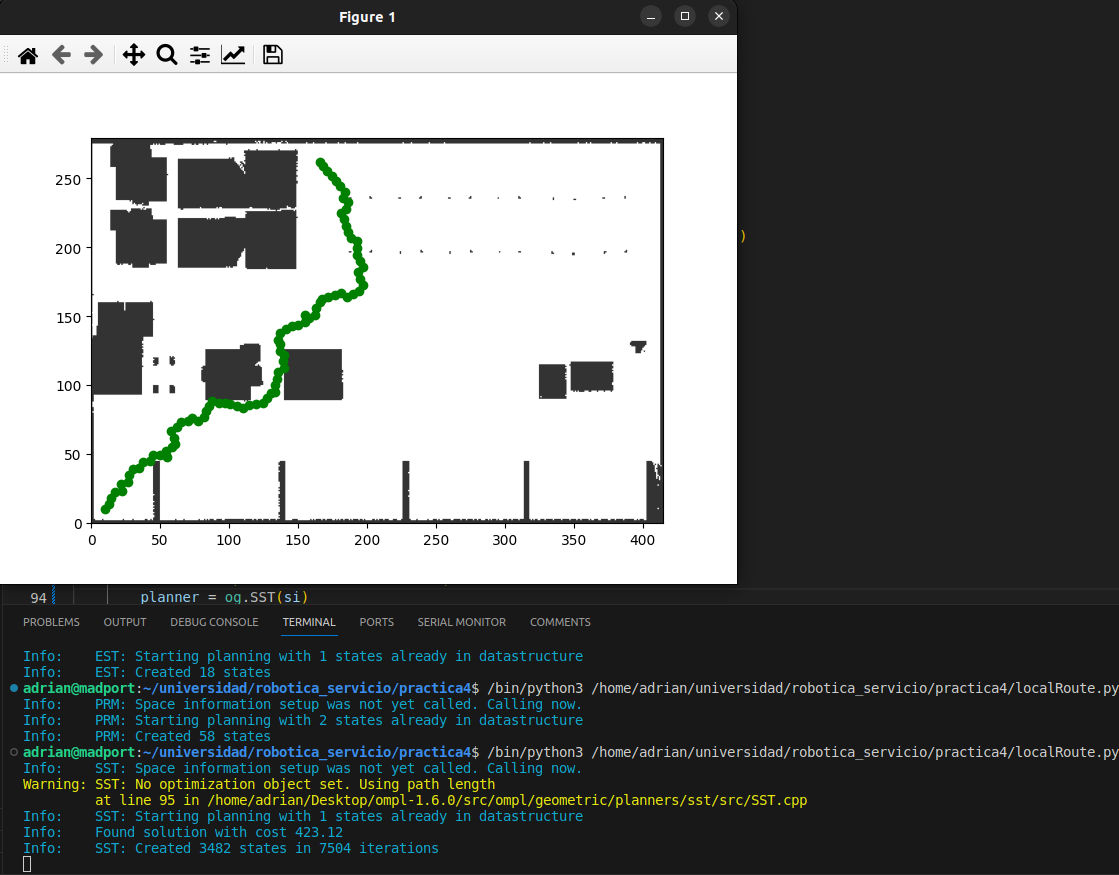 Figure 1
250
200
150
100
50
0
0 50 100 150 200 250 300 350 400
)
94 planner = og.SST(si)
PROBLEMS OUTPUT DEBUG CONSOLE TERMINAL PORTS SERIAL MONITOR COMMENTS
Info: EST: Starting planning with 1 states already in datastructure
Info: EST: Created 18 states
adrian@madport:~/universidad/robotica_servicio/practica4$ /bin/python3 /home/adrian/universidad/robotica_servicio/practica4/localRoute.py
Info: PRM: Space information setup was not yet called. Calling now.
Info: PRM: Starting planning with 2 states already in datastructure
Info: PRM: Created 58 states
adrian@madport:~/universidad/robotica_servicio/practica4$ /bin/python3 /home/adrian/universidad/robotica_servicio/practica4/localRoute.py
Info: SST: Space information setup was not yet called. Calling now.
Warning: SST: No optimization object set. Using path length
at line 95 in /home/adrian/Desktop/ompl-1.6.0/src/ompl/geometric/planners/sst/src/SST.cpp
Info: SST: Starting planning with 1 states already in datastructure
Info: Found solution with cost 423.12
Info: SST: Created 3482 states in 7504 iterations